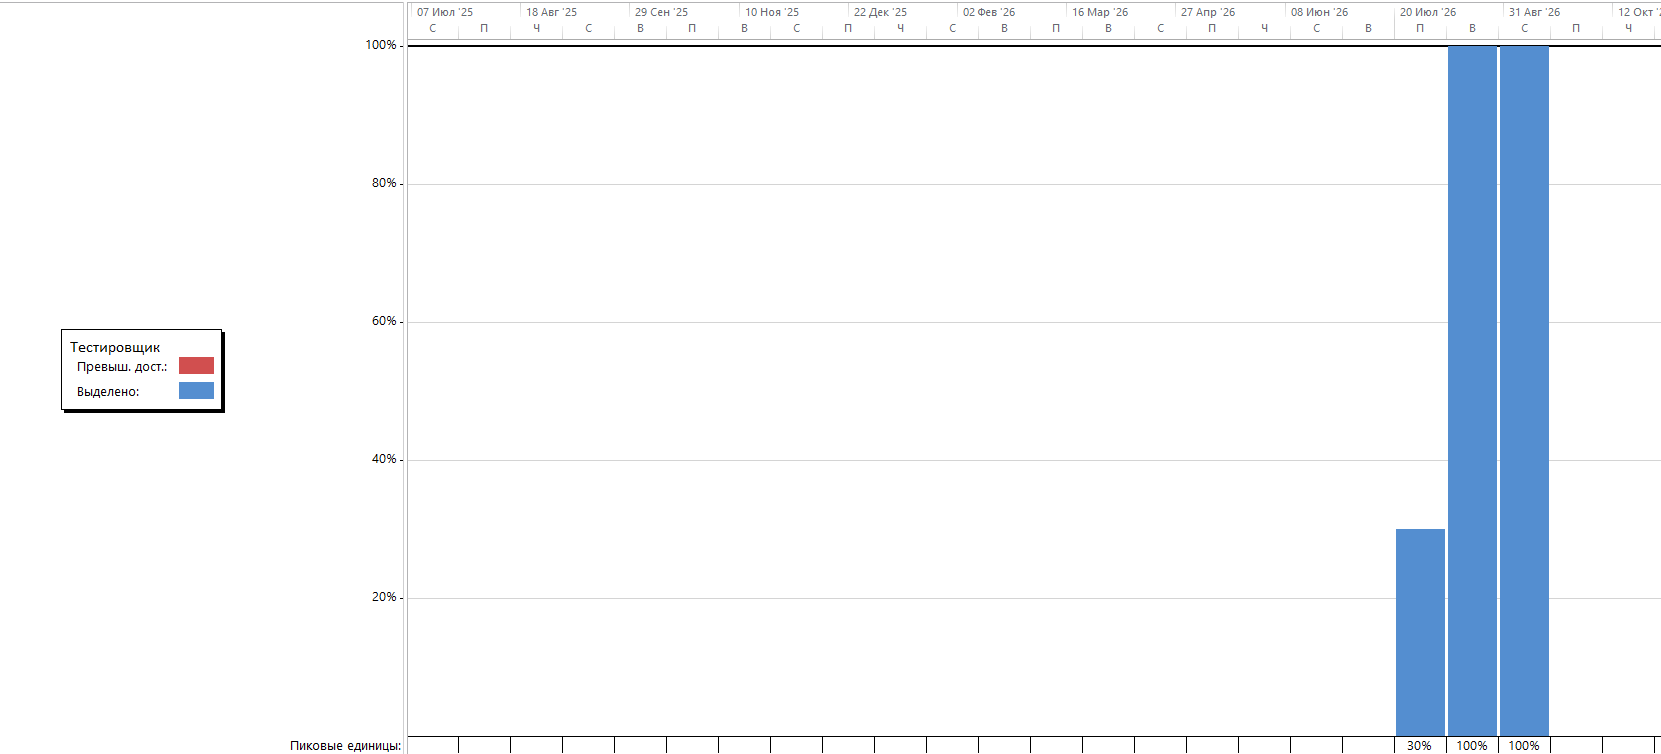 07 Июл '25 18 Авг '25 29 Сен '25 10 Ноя '25 22 Дек '25 02 Фев '26 16 Мар '26 27 Апр '26 08 Июн '26 20 Июл '26 31 Авг '26 12 Окт '2
С П Ч С В П В С П Ч С В П В С П Ч С В П В С П Ч
100%
80%
60%
40%
20%
Тестировщик
Превыш. дост.:
Выделено:
Пиковые единицы: 30% 100% 100%